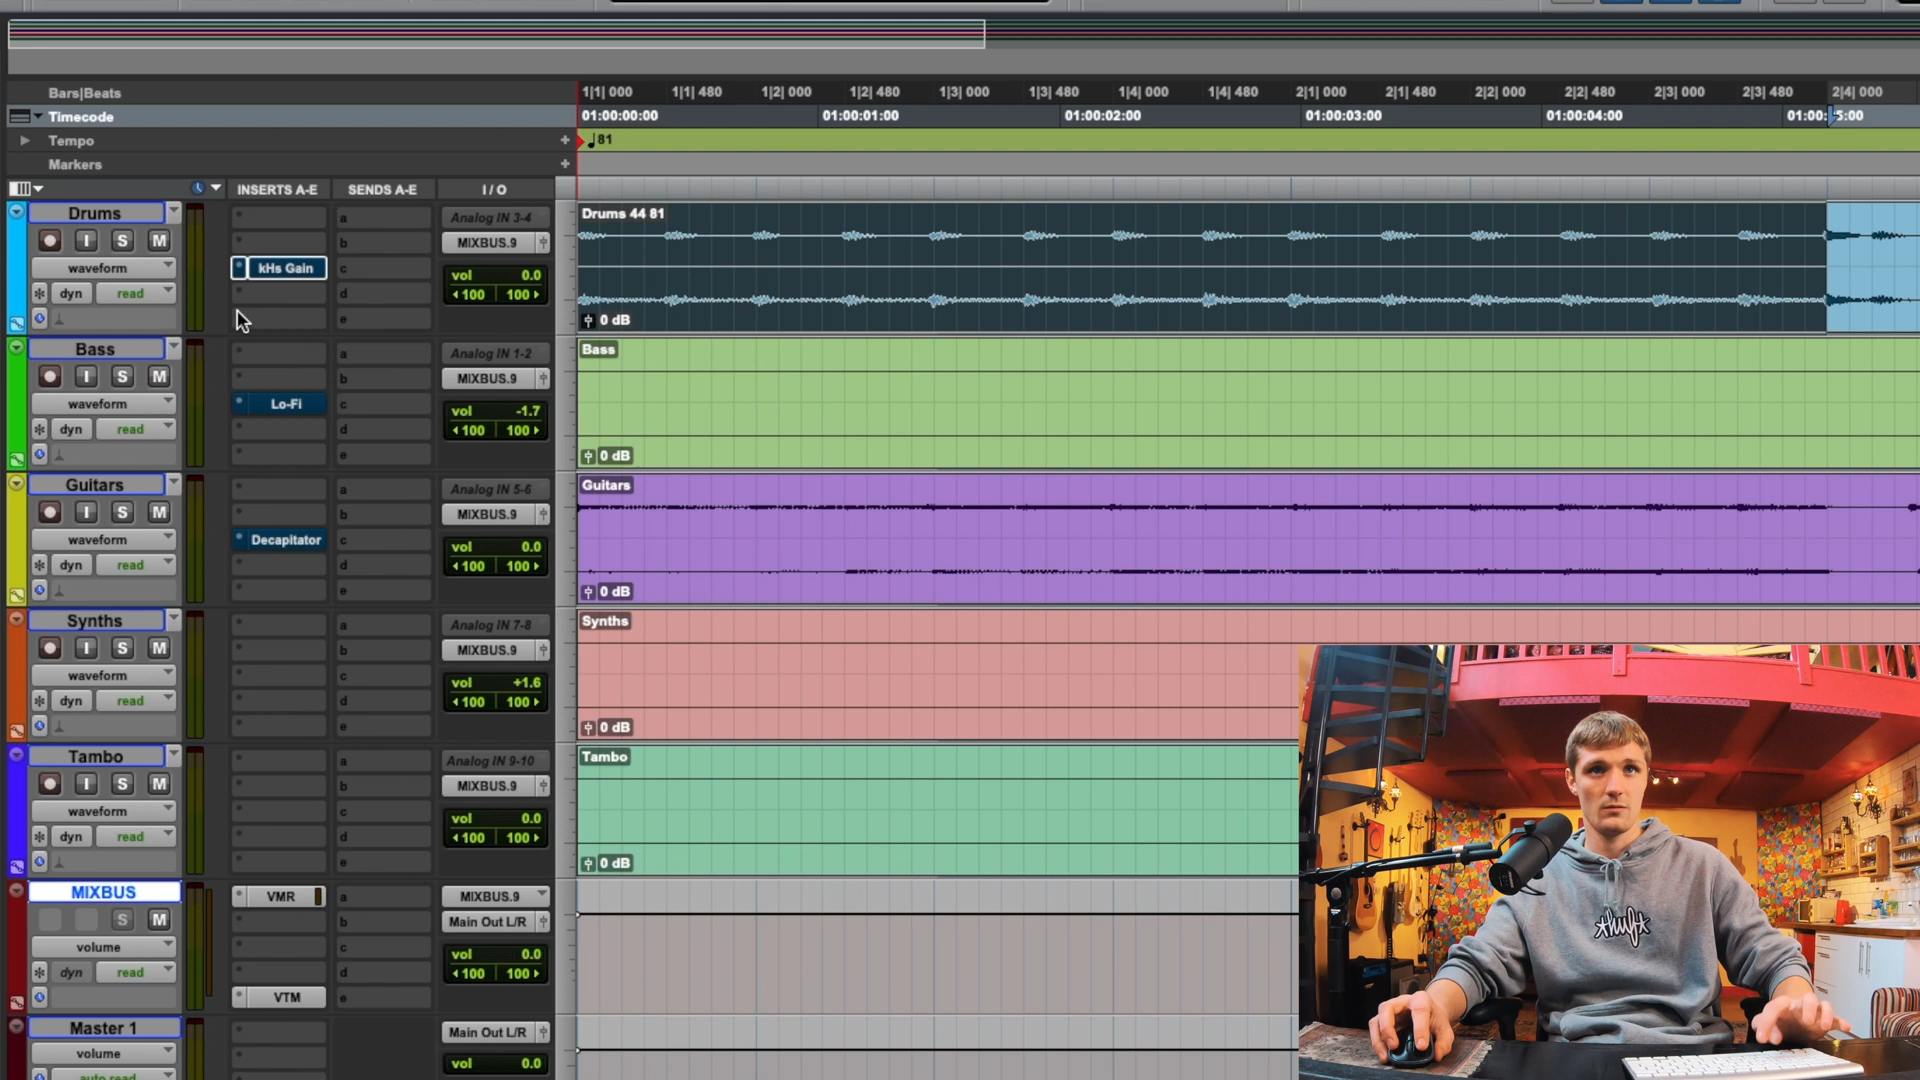 Bars|Beats
1|1| 000 1|1| 480 1|2| 000 1|2| 480 1|3| 000 1|3| 480 1|4| 000 1|4| 480 2|1| 000 2|1| 480 2|2| 000 2|2| 480 2|3| 000 2|3| 480 2|4| 000
Timecode
01:00:00:00 01:00:01:00 01:00:02:00 01:00:03:00 01:00:04:00 01:00: 5:00
Tempo
81
Markers
INSERTS A-E SENDS A-E I / O
Drums
I S M
waveform
dyn read
kHs Gain
a
b
c
d
e
Analog IN 3-4
MIXBUS.9
vol 0.0
100 100
Drums 44 81
0 dB
Bass
I S M
waveform
dyn read
Lo-Fi
a
b
c
d
e
Analog IN 1-2
MIXBUS.9
vol -1.7
100 100
Bass
0 dB
Guitars
I S M
waveform
dyn read
Decapitator
a
b
c
d
e
Analog IN 5-6
MIXBUS.9
vol 0.0
100 100
Guitars
0 dB
Synths
I S M
waveform
dyn read
a
b
c
d
e
Analog IN 7-8
MIXBUS.9
vol +1.6
100 100
Synths
0 dB
Tambo
I S M
waveform
dyn read
a
b
c
d
e
Analog IN 9-10
MIXBUS.9
vol 0.0
100 100
Tambo
0 dB
MIXBUS
S M
volume
dyn read
VMR
VTM
a
b
c
d
e
MIXBUS.9
Main Out L/R
vol 0.0
100 100
Master 1
volume
auto read
Main Out L/R
vol 0.0